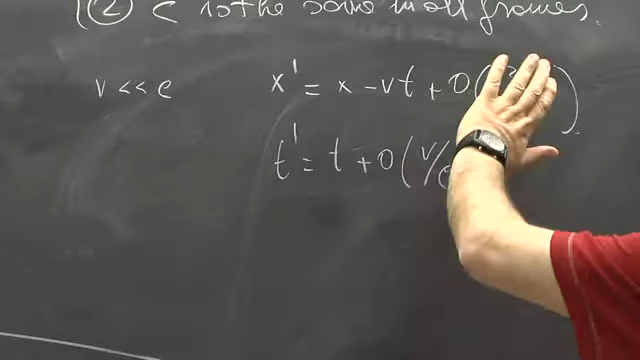 ② c is the same in all frames.
v << c x' = x - vt + O(
t' = t + O(v/c